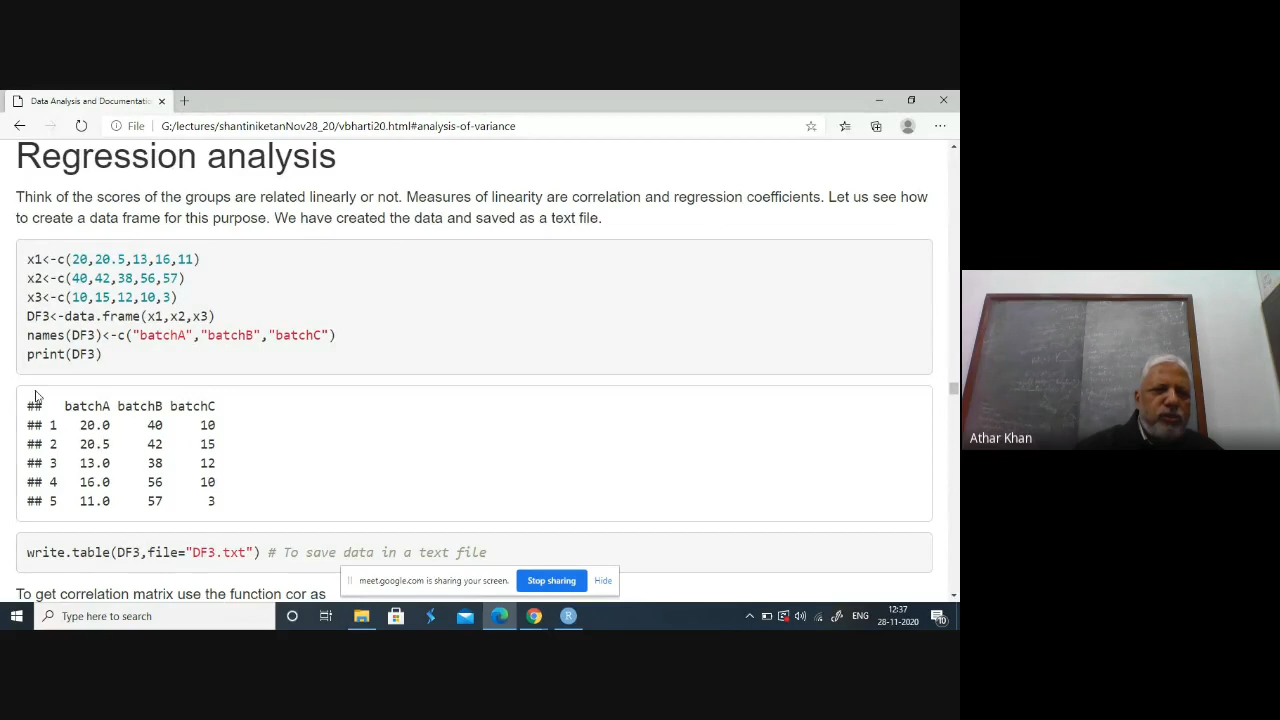 Data Analysis and Documentatio
File G:/lectures/shantiniketanNov28_20/vbharti20.html#analysis-of-variance
Regression analysis
Think of the scores of the groups are related linearly or not. Measures of linearity are correlation and regression coefficients. Let us see how
to create a data frame for this purpose. We have created the data and saved as a text file.
x1<-c(20,20.5,13,16,11)
x2<-c(40,42,38,56,57)
x3<-c(10,15,12,10,3)
DF3<-data.frame(x1,x2,x3)
names(DF3)<-c("batchA","batchB","batchC")
print(DF3)
## batchA batchB batchC
## 1 20.0 40 10
## 2 20.5 42 15
## 3 13.0 38 12
## 4 16.0 56 10
## 5 11.0 57 3
write.table(DF3,file="DF3.txt") # To save data in a text file
meet.google.com is sharing your screen. Stop sharing Hide
To get correlation matrix use the function cor as
Type here to search
ENG
12:37
28-11-2020
10
Athar Khan